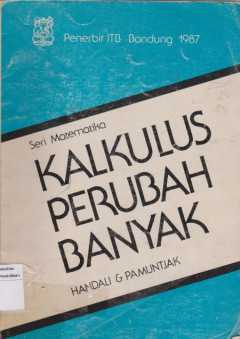 Penerbit ITB Bandung 1987
Seri Matematika
KALKULUS
PERUBAH
BANYAK
HANDALI & PAMUNTJAK